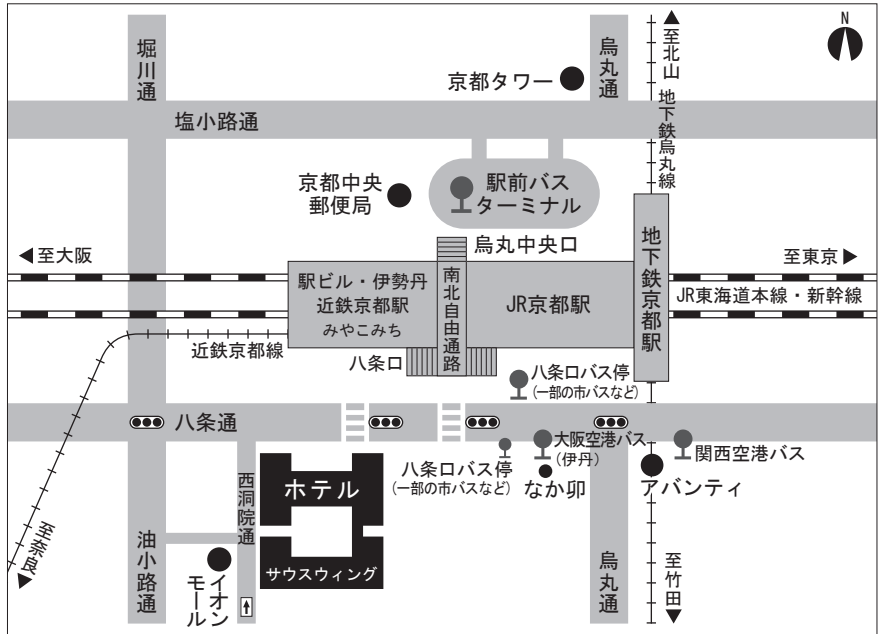 N
堀川通
烏丸通
至北山
地下鉄烏丸線
京都タワー
塩小路通
京都中央
郵便局
駅前バス
ターミナル
烏丸中央口
至大阪
至東京
駅ビル・伊勢丹
近鉄京都駅
みやこみち
南北自由通路
JR京都駅
地下鉄京都駅
JR東海道本線・新幹線
近鉄京都線
八条口
八条口バス停
(一部の市バスなど)
八条通
大阪空港バス
(伊丹)
関西空港バス
八条口バス停
(一部の市バスなど)
なか卯
アバンティ
西洞院通
ホテル
サウスウィング
至奈良
油小路通
イオン
モール
烏丸通
至竹田